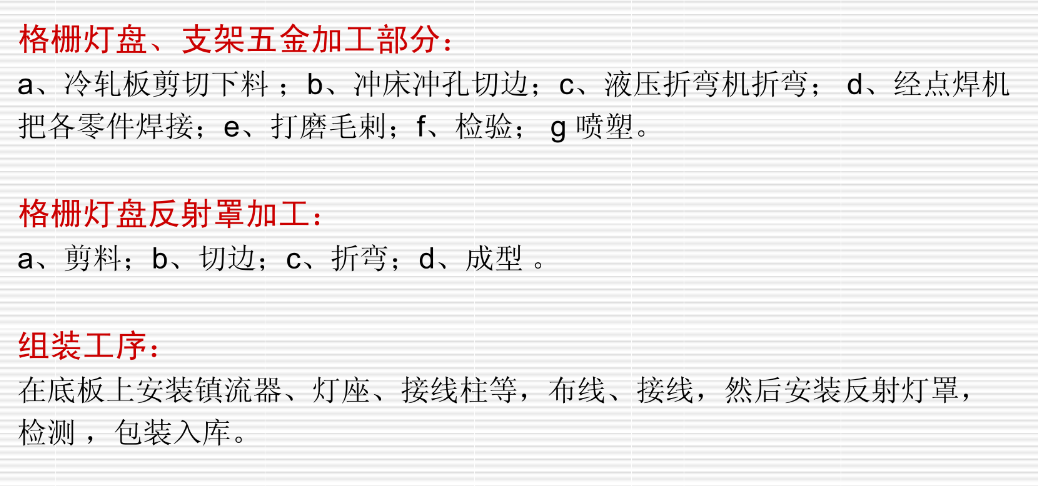 格栅灯盘、支架五金加工部分：
a、冷轧板剪切下料 ；b、冲床冲孔切边；c、液压折弯机折弯； d、经点焊机
把各零件焊接；e、打磨毛刺；f、检验； g 喷塑。
格栅灯盘反射罩加工：
a、剪料；b、切边；c、折弯；d、成型 。
组装工序：
在底板上安装镇流器、灯座、接线柱等，布线、接线，然后安装反射灯罩，
检测 ，包装入库。